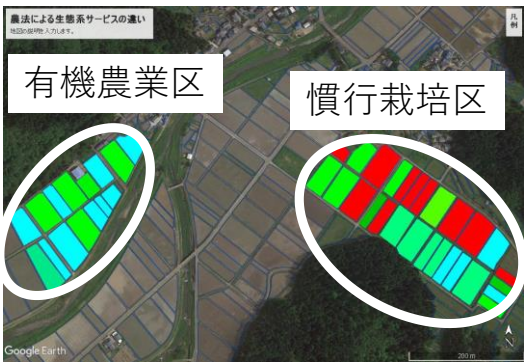 農法による生態系サービスの違い
地図の説明を入力します。
凡例
有機農業区
慣行栽培区
Google Earth
N
200 m